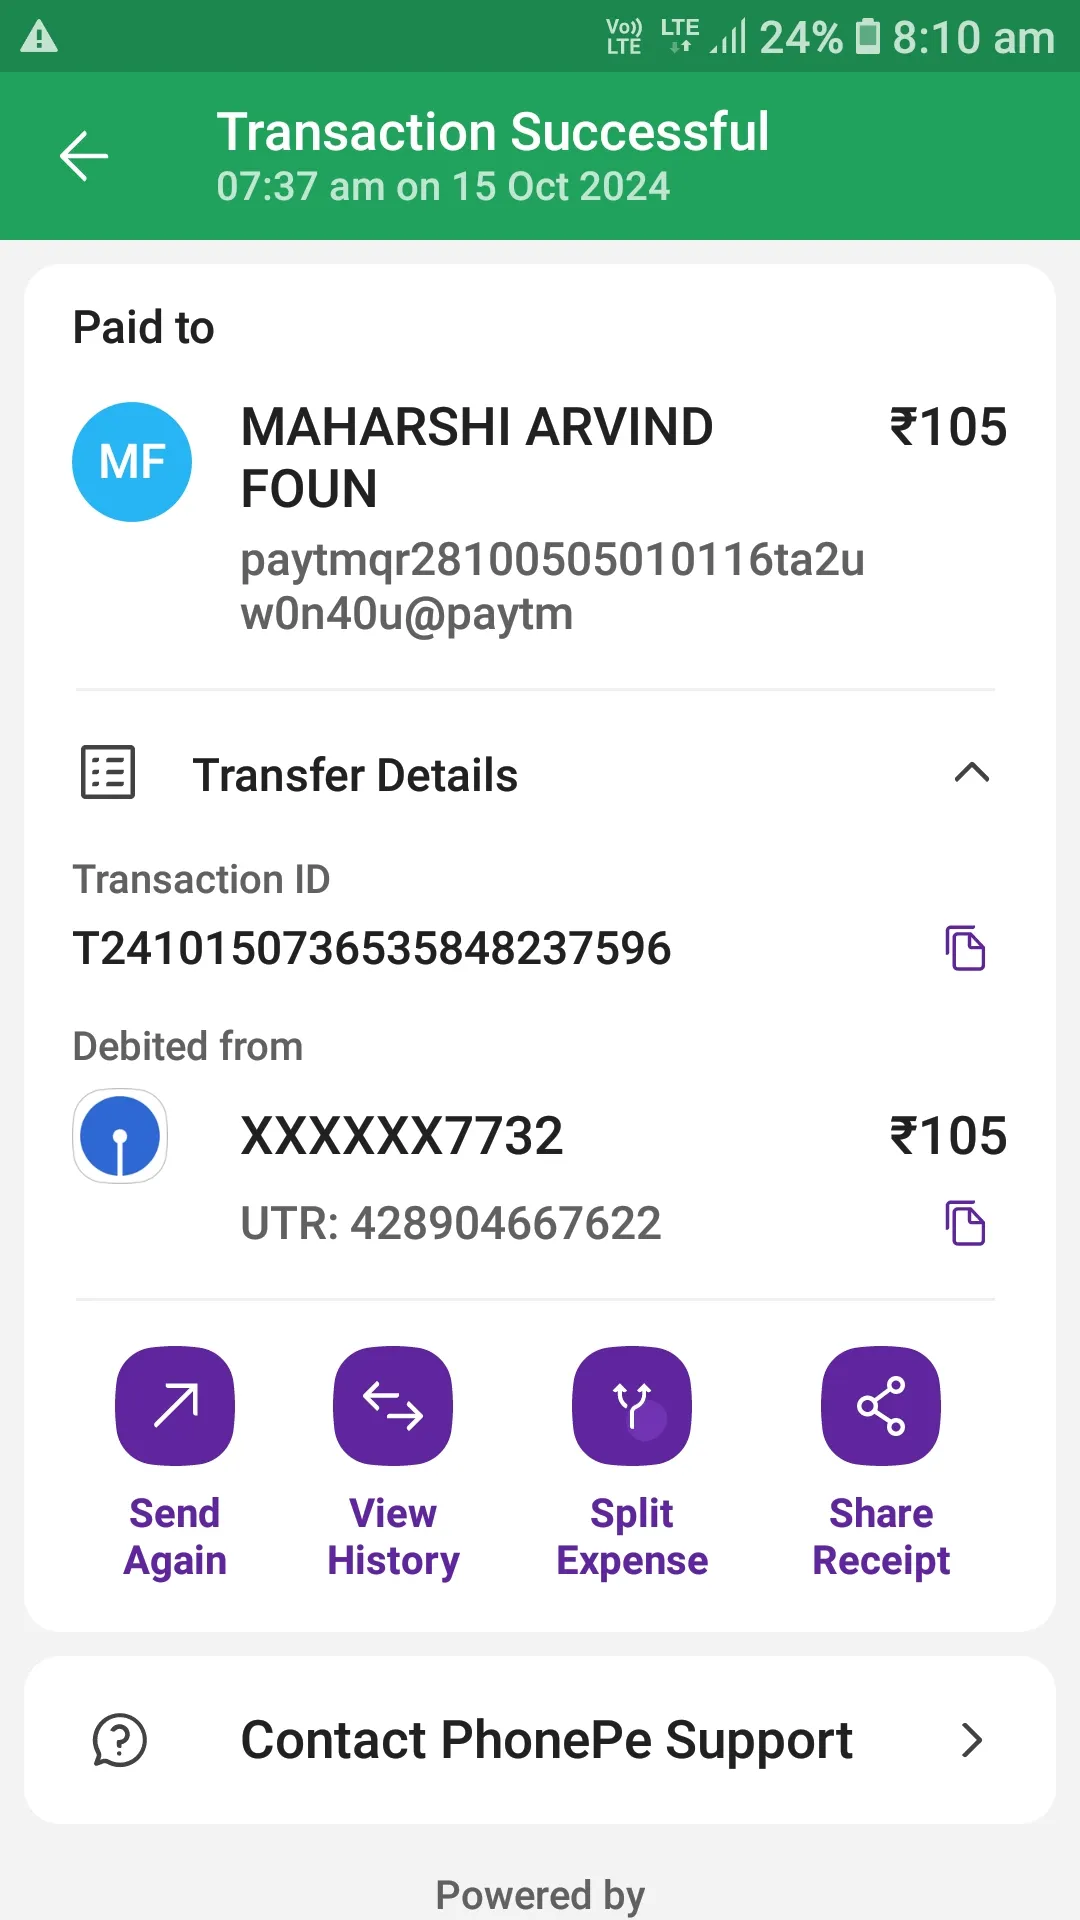 Vo)) LTE LTE 24% 8:10 am
Transaction Successful
07:37 am on 15 Oct 2024
Paid to
MF
MAHARSHI ARVIND ₹105
FOUN
paytmqr28100505010116ta2u
w0n40u@paytm
Transfer Details
Transaction ID
T2410150736535848237596
Debited from
XXXXXX7732 ₹105
UTR: 428904667622
Send View Split Share
Again History Expense Receipt
Contact PhonePe Support
Powered by